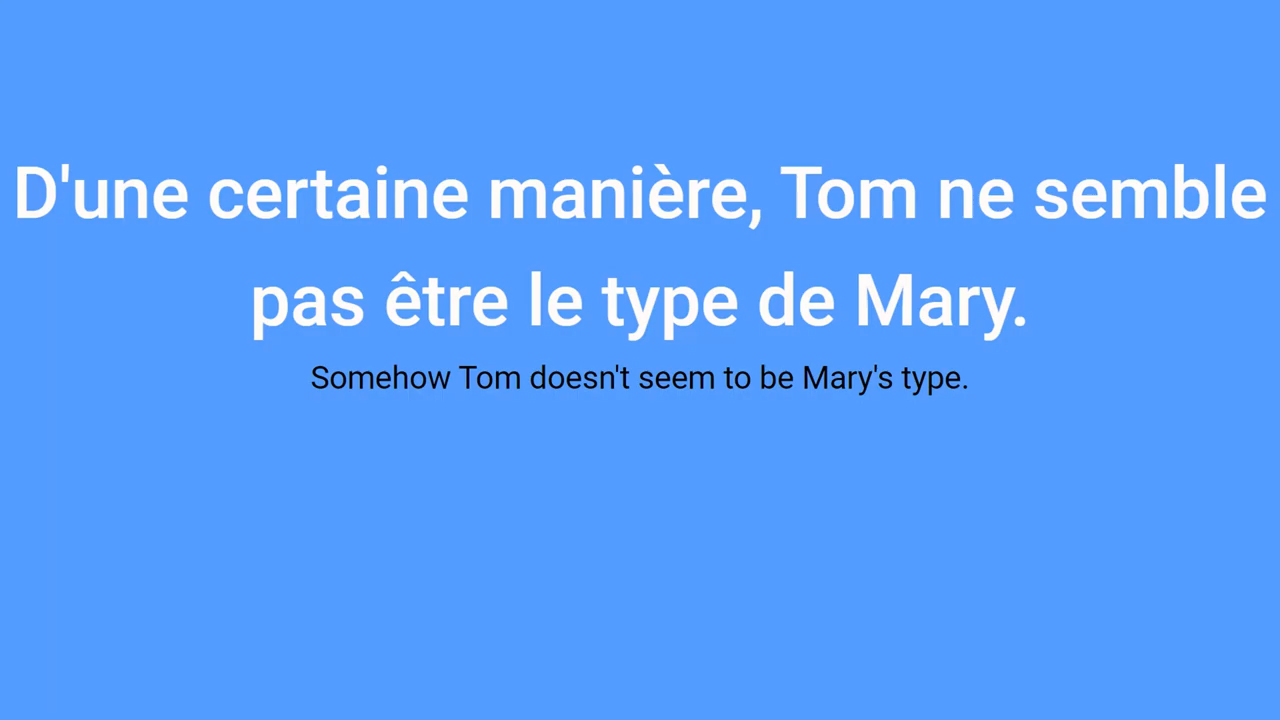 D'une certaine manière, Tom ne semble
pas être le type de Mary.
Somehow Tom doesn't seem to be Mary's type.